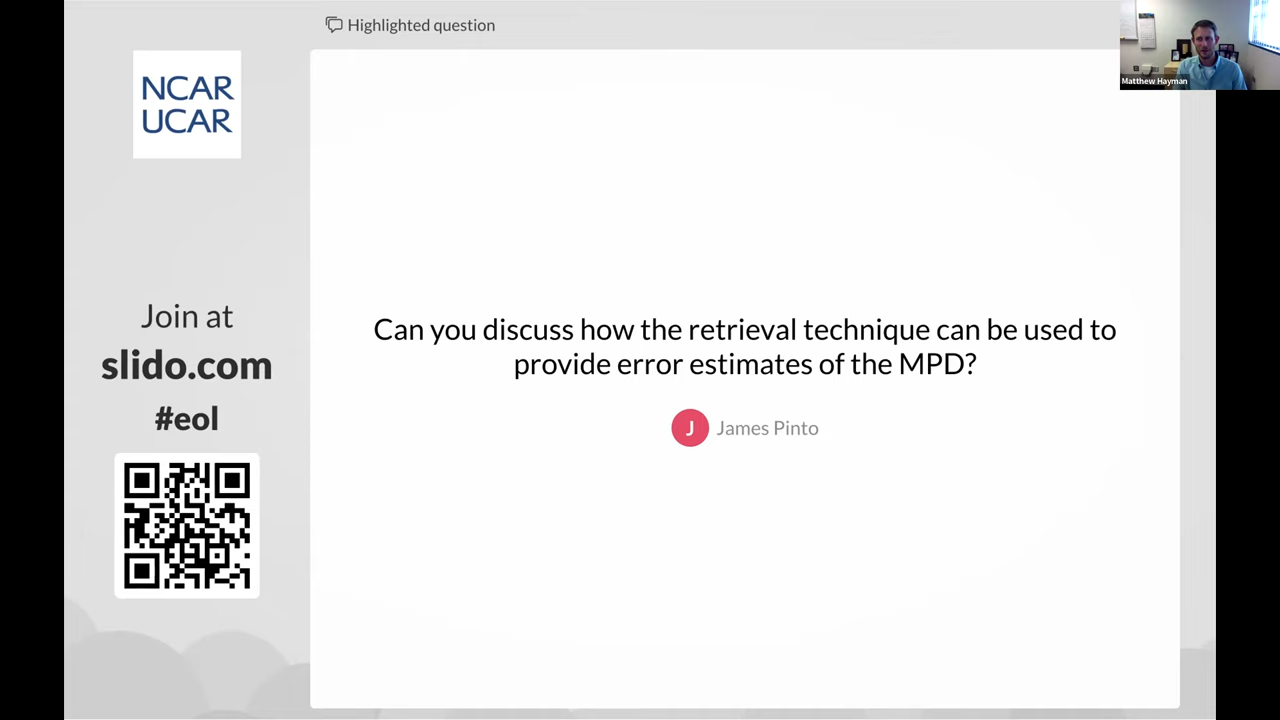 Highlighted question
Matthew Hayman
NCAR
UCAR
Join at
slido.com
#eol
Can you discuss how the retrieval technique can be used to
provide error estimates of the MPD?
J James Pinto